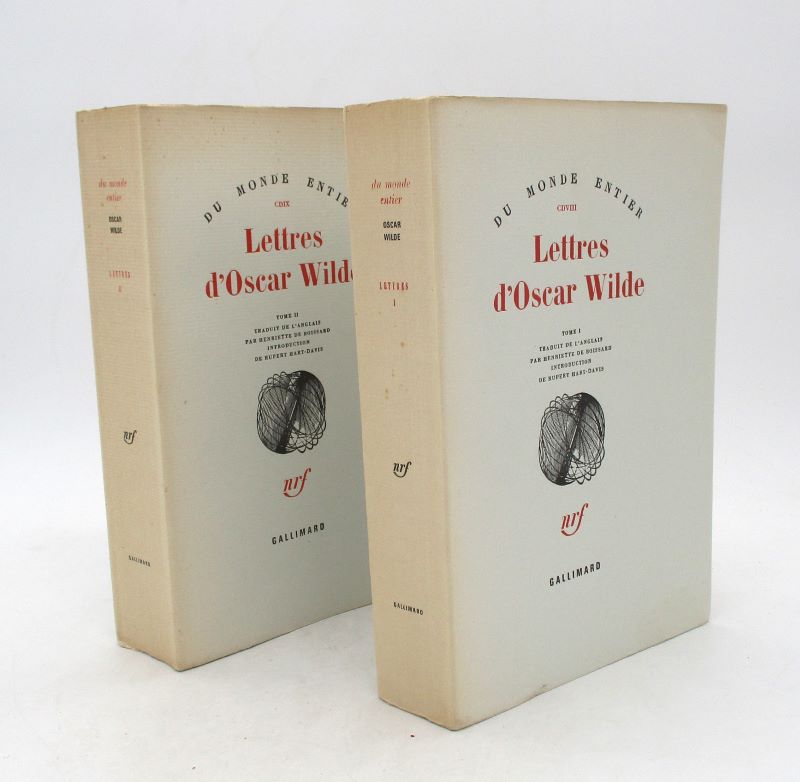 du monde
entier
OSCAR
WILDE
LETTRES
II
nrf
GALLIMARD
DU MONDE ENTIER
CDIX
Lettres
d'Oscar Wilde
TOME II
TRADUIT DE L'ANGLAIS
PAR HENRIETTE DE BOISSARD
INTRODUCTION
DE RUPERT HART-DAVIS
nrf
GALLIMARD
du monde
entier
OSCAR
WILDE
LETTRES
I
nrf
GALLIMARD
DU MONDE ENTIER
CDVIII
Lettres
d'Oscar Wilde
TOME I
TRADUIT DE L'ANGLAIS
PAR HENRIETTE DE BOISSARD
INTRODUCTION
DE RUPERT HART-DAVIS
nrf
GALLIMARD